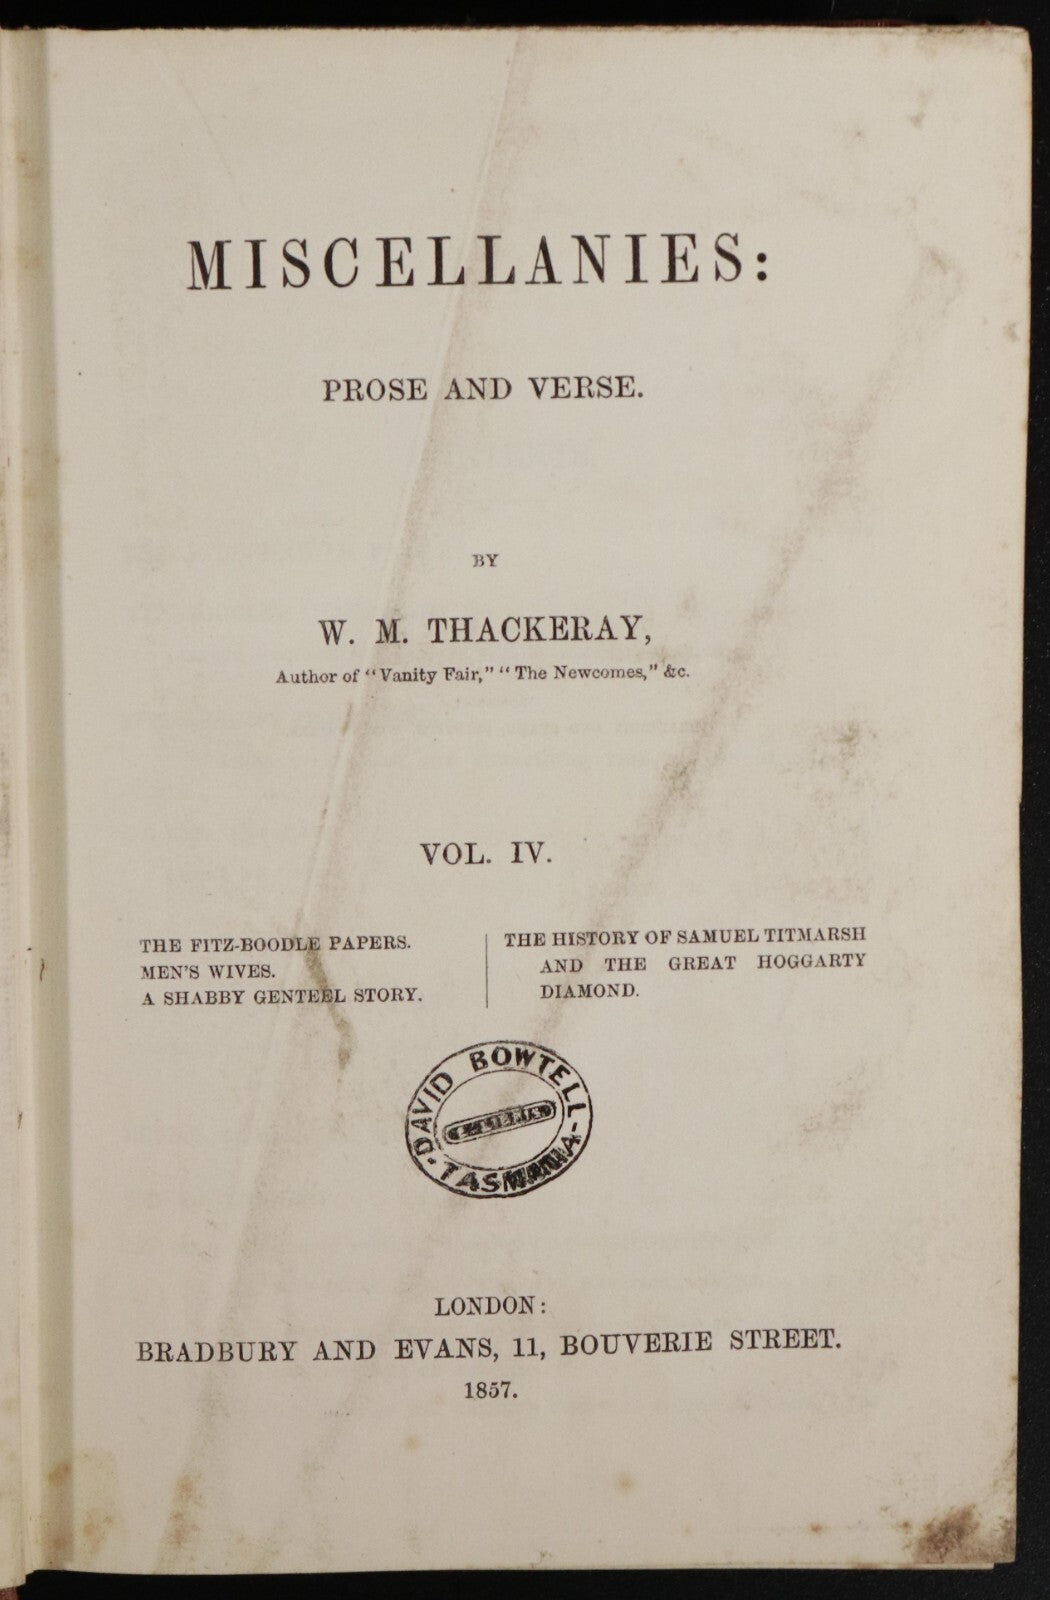 MISCELLANIES:
PROSE AND VERSE.
BY
W. M. THACKERAY,
Author of “Vanity Fair,” “The Newcomes,” &c.
VOL. IV.
THE FITZ-BOODLE PAPERS.
MEN'S WIVES.
A SHABBY GENTEEL STORY.
THE HISTORY OF SAMUEL TITMARSH
AND THE GREAT HOGGARTY
DIAMOND.
DAVID BOWTELL
TASMANIA
LONDON:
BRADBURY AND EVANS, 11, BOUVERIE STREET.
1857.